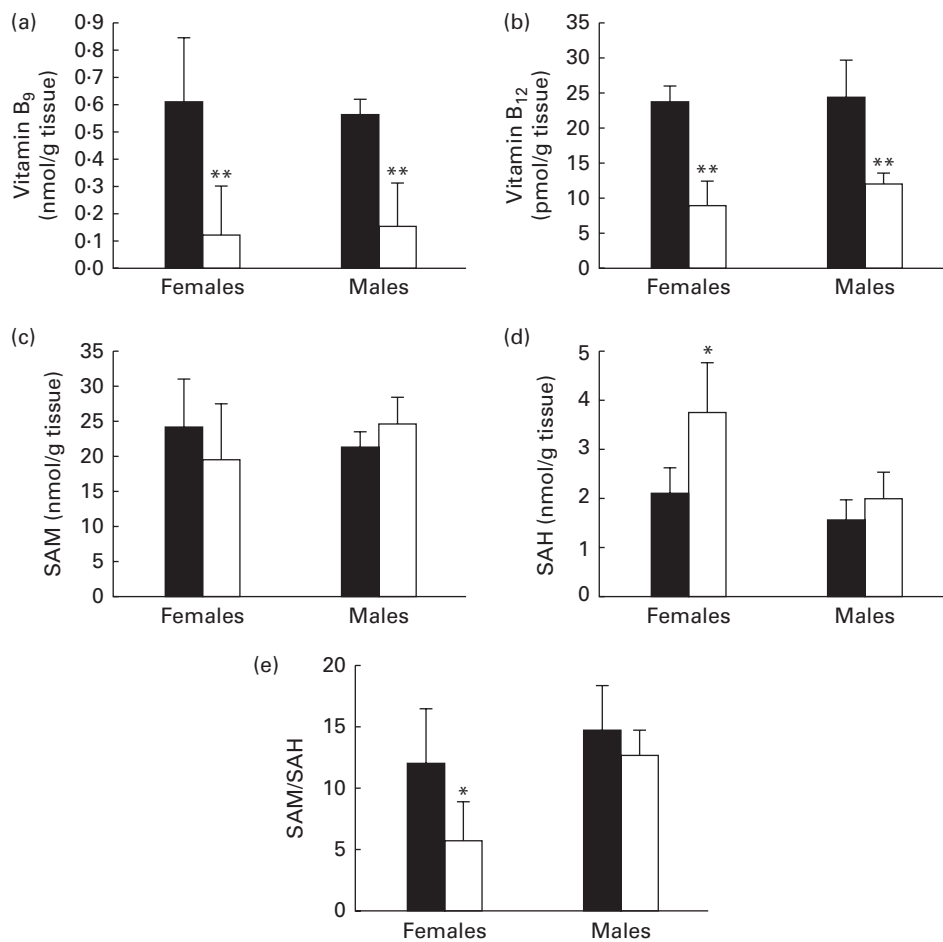 (a)
0·9
0·8
0·7
0·6
0·5
0·4
0·3
0·2
0·1
0·0
Vitamin B₉
(nmol/g tissue)
**
**
Females Males
(b)
35
30
25
20
15
10
5
0
Vitamin B₁₂
(pmol/g tissue)
**
**
Females Males
(c)
35
30
25
20
15
10
5
0
SAM (nmol/g tissue)
Females Males
(d)
5
4
3
2
1
0
SAH (nmol/g tissue)
*
Females Males
(e)
20
15
10
5
0
SAM/SAH
*
Females Males